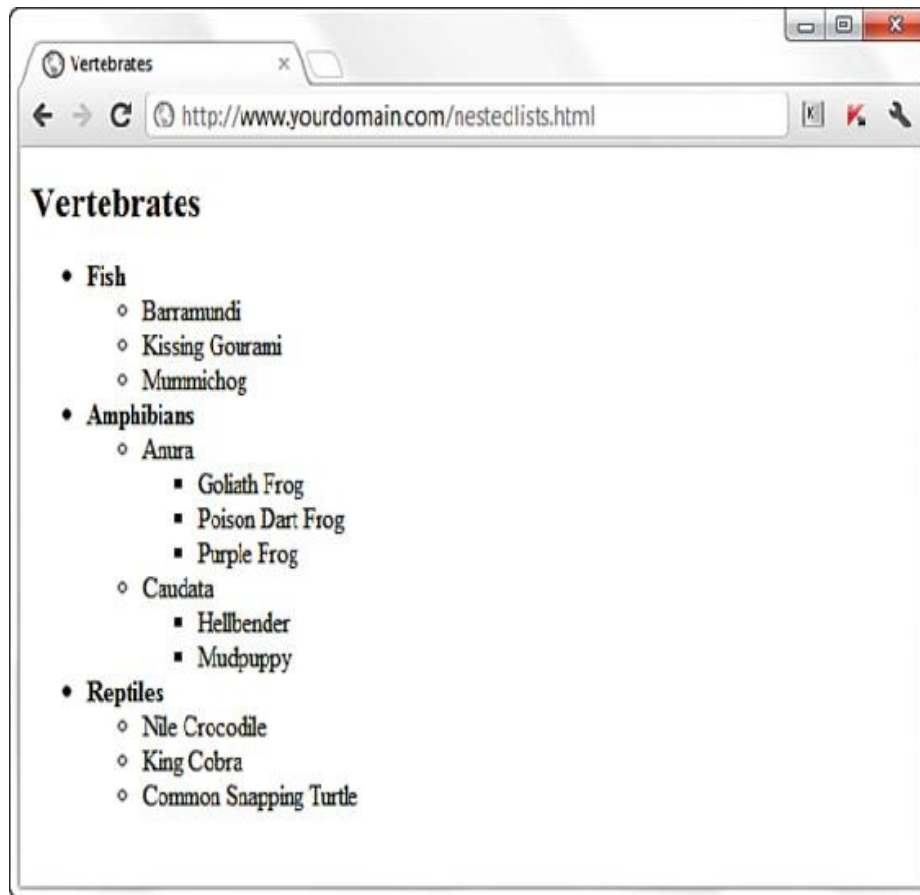 Vertebrates
http://www.yourdomain.com/nestedlists.html
Vertebrates
Fish
Barramundi
Kissing Gourami
Mummichog
Amphibians
Anura
Goliath Frog
Poison Dart Frog
Purple Frog
Caudata
Hellbender
Mudpuppy
Reptiles
Nile Crocodile
King Cobra
Common Snapping Turtle